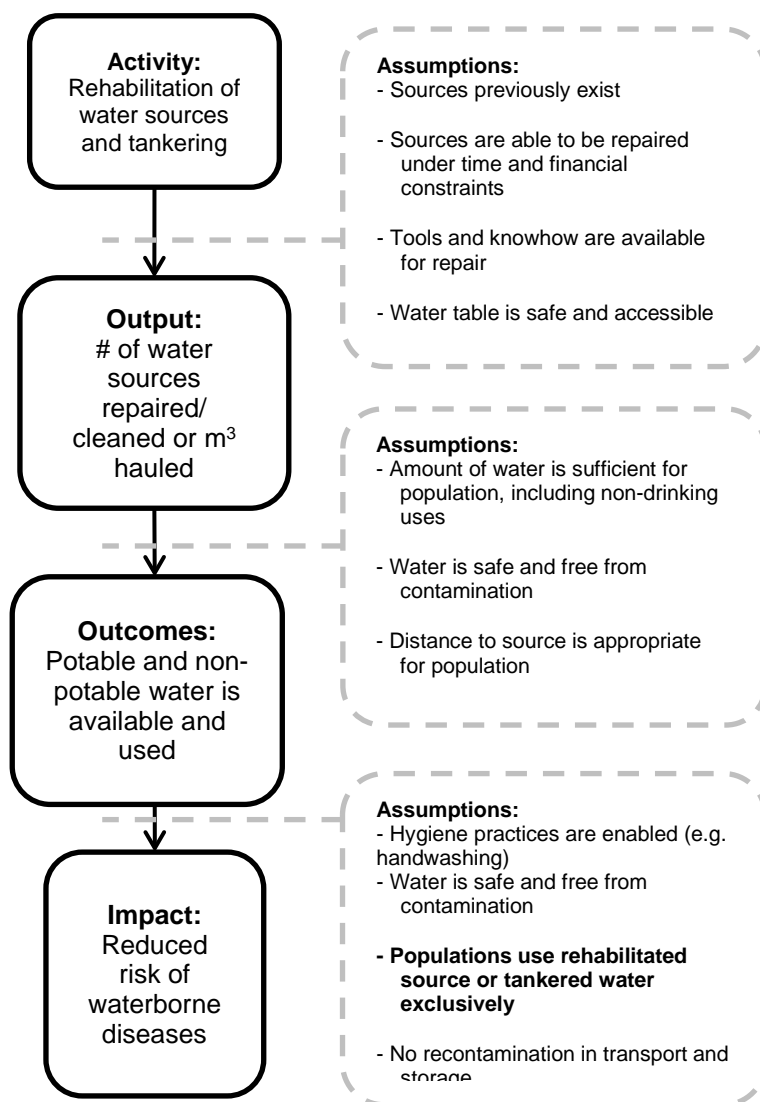 Activity:
Rehabilitation of
water sources
and tankering
Assumptions:
- Sources previously exist
- Sources are able to be repaired
under time and financial
constraints
- Tools and knowhow are available
for repair
- Water table is safe and accessible
Output:
# of water
sources
repaired/
cleaned or m³
hauled
Assumptions:
- Amount of water is sufficient for
population, including non-drinking
uses
- Water is safe and free from
contamination
- Distance to source is appropriate
for population
Outcomes:
Potable and non-
potable water is
available and
used
Assumptions:
- Hygiene practices are enabled (e.g.
handwashing)
- Water is safe and free from
contamination
- Populations use rehabilitated
source or tankered water
exclusively
- No recontamination in transport and
storage
Impact:
Reduced
risk of
waterborne
diseases